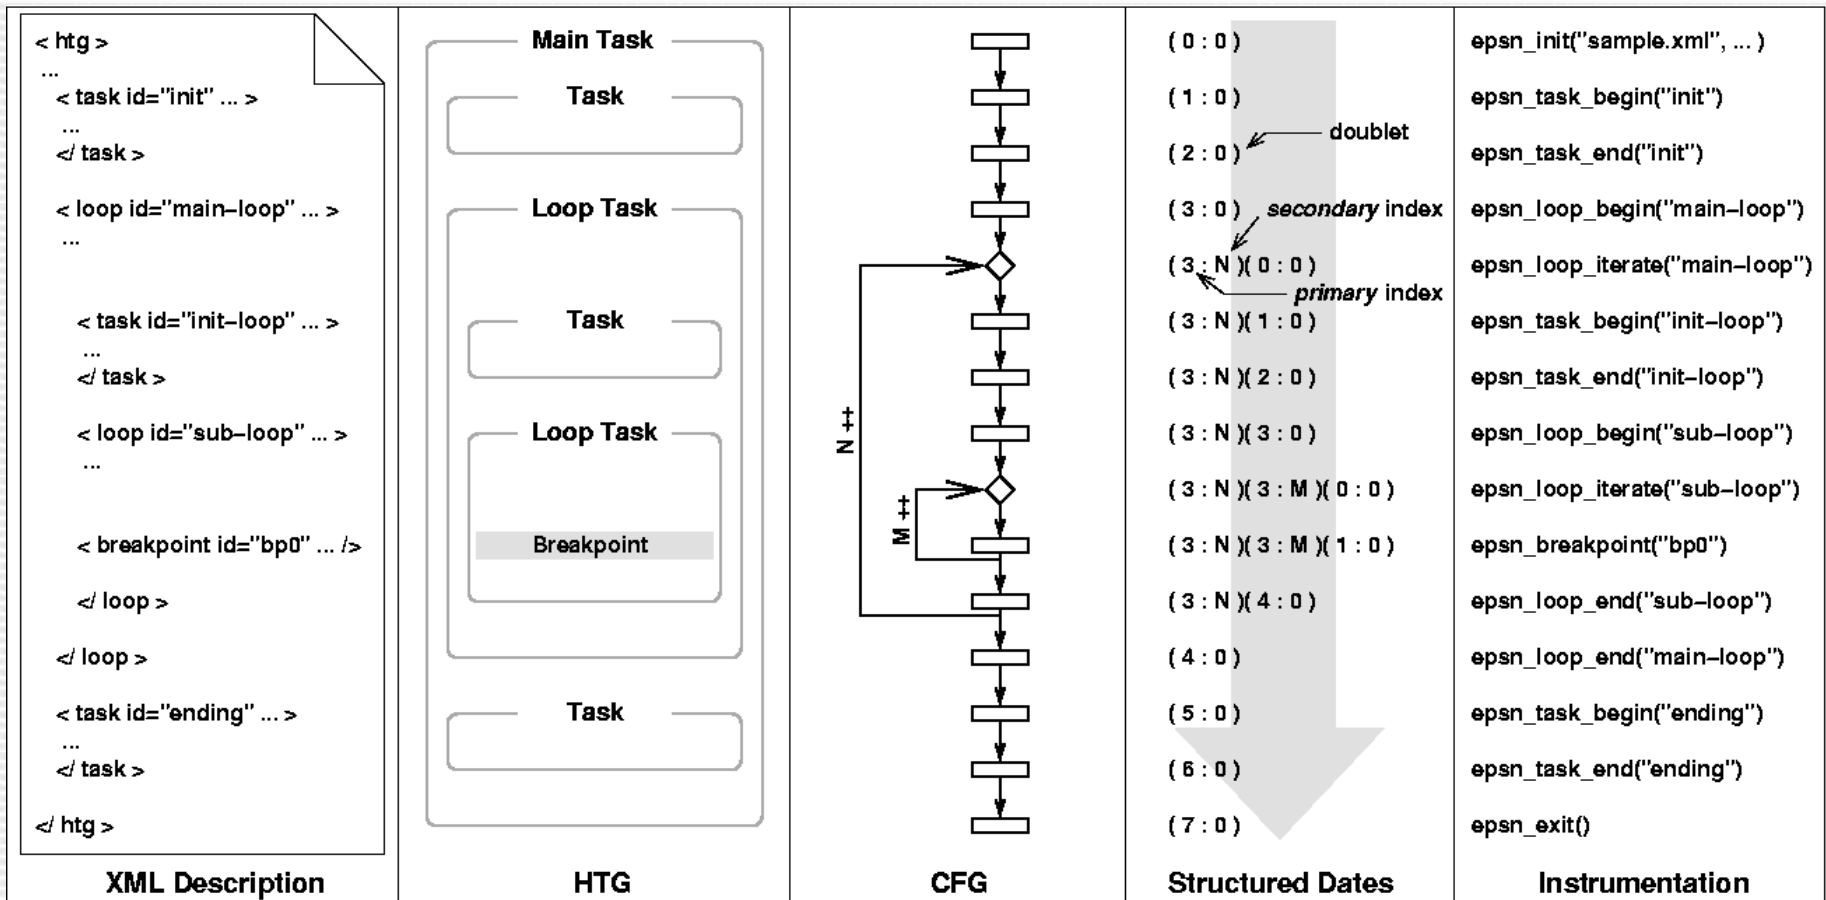 < htg >
...
< task id="init" ... >
...
</ task >
< loop id="main–loop" ... >
...
< task id="init–loop" ... >
...
</ task >
< loop id="sub–loop" ... >
...
< breakpoint id="bp0" ... />
</ loop >
</ loop >
< task id="ending" ... >
...
</ task >
</ htg >
XML Description
Main Task
Task
Loop Task
Task
Loop Task
Breakpoint
Task
HTG
N ++
M ++
CFG
( 0 : 0 )
( 1 : 0 )
doublet
( 2 : 0 )
( 3 : 0 )
secondary index
( 3 : N )( 0 : 0 )
primary index
( 3 : N )( 1 : 0 )
( 3 : N )( 2 : 0 )
( 3 : N )( 3 : 0 )
( 3 : N )( 3 : M )( 0 : 0 )
( 3 : N )( 3 : M )( 1 : 0 )
( 3 : N )( 4 : 0 )
( 4 : 0 )
( 5 : 0 )
( 6 : 0 )
( 7 : 0 )
Structured Dates
epsn_init("sample.xml", ... )
epsn_task_begin("init")
epsn_task_end("init")
epsn_loop_begin("main–loop")
epsn_loop_iterate("main–loop")
epsn_task_begin("init–loop")
epsn_task_end("init–loop")
epsn_loop_begin("sub–loop")
epsn_loop_iterate("sub–loop")
epsn_breakpoint("bp0")
epsn_loop_end("sub–loop")
epsn_loop_end("main–loop")
epsn_task_begin("ending")
epsn_task_end("ending")
epsn_exit()
Instrumentation